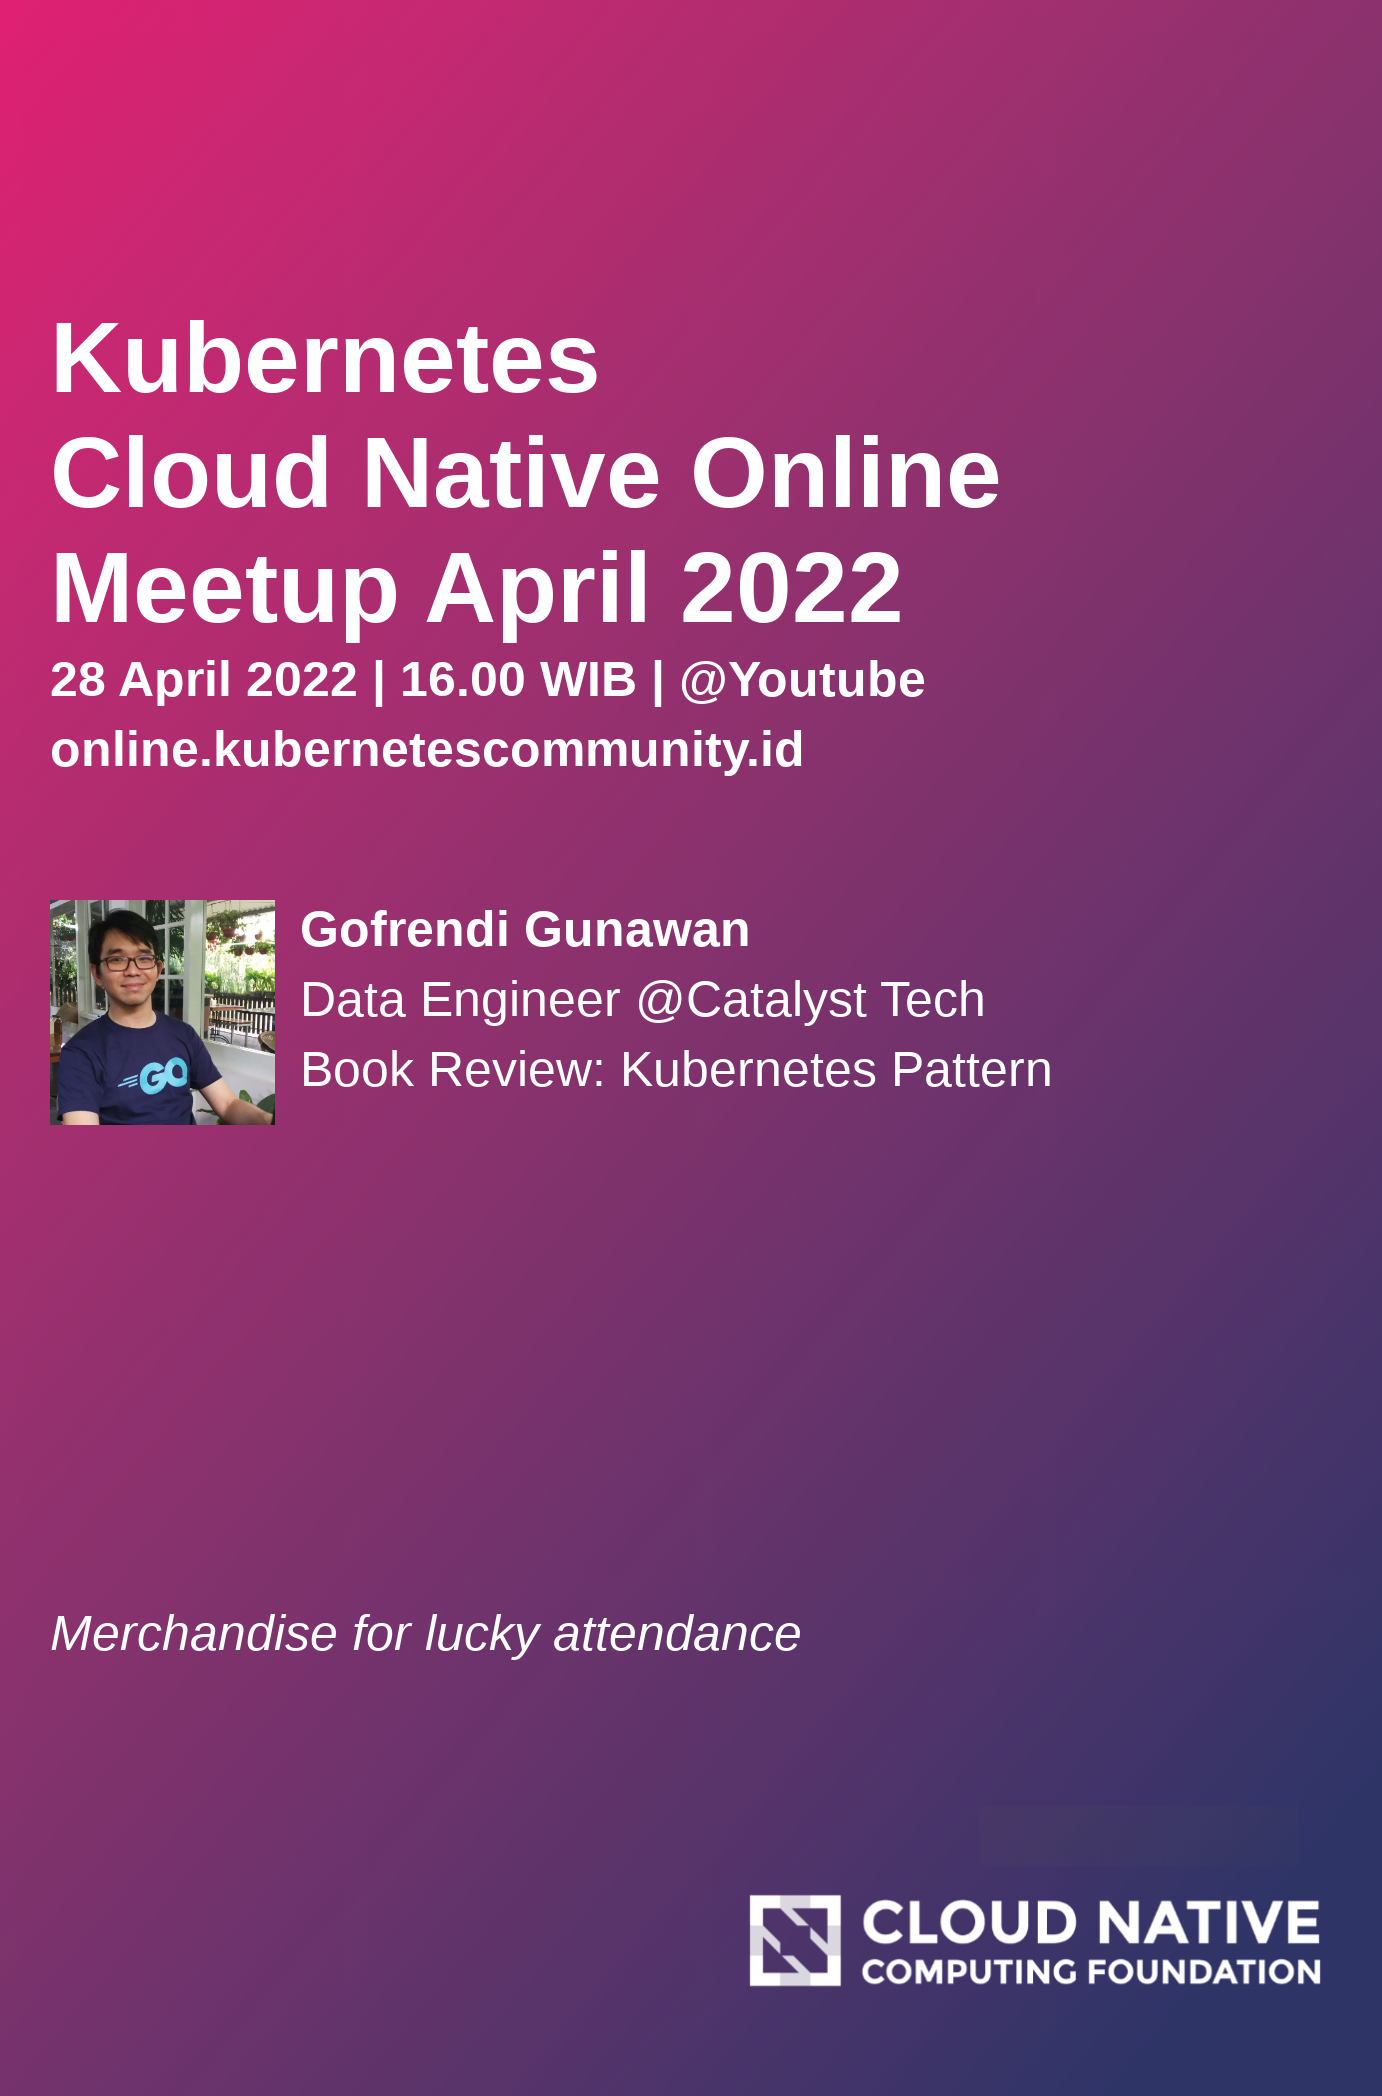 Kubernetes
Cloud Native Online
Meetup April 2022
28 April 2022 | 16.00 WIB | @Youtube
online.kubernetescommunity.id
Gofrendi Gunawan
Data Engineer @Catalyst Tech
Book Review: Kubernetes Pattern
GO
Merchandise for lucky attendance
CLOUD NATIVE
COMPUTING FOUNDATION